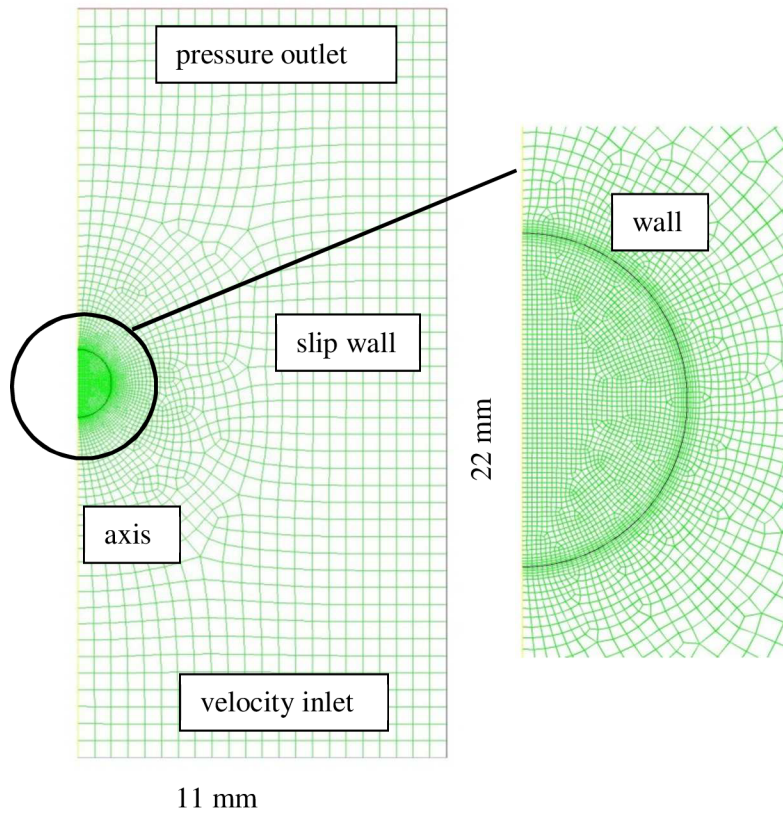 pressure outlet
wall
slip wall
22 mm
axis
velocity inlet
11 mm